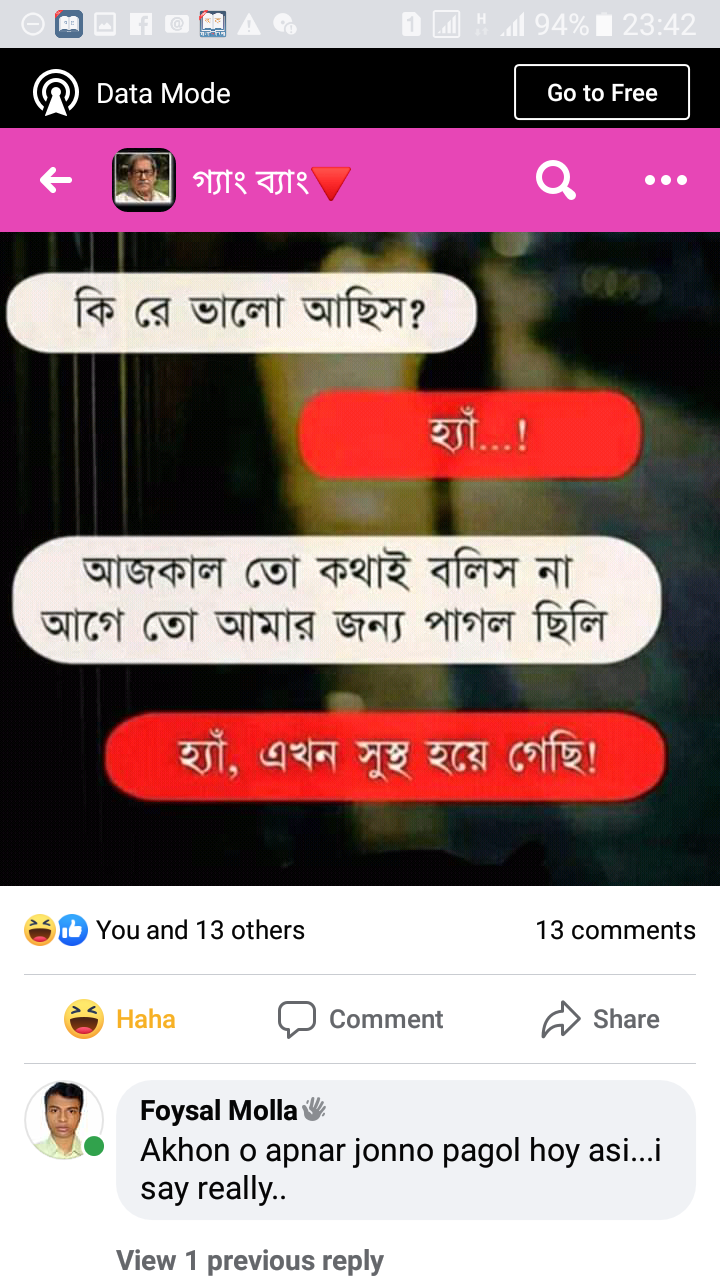 94% 23:42
Data Mode Go to Free
গ্যাং ব্যাং
কি রে ভালো আছিস?
হ্যাঁ...!
আজকাল তো কথাই বলিস না
আগে তো আমার জন্য পাগল ছিলি
হ্যাঁ, এখন সুস্থ হয়ে গেছি!
You and 13 others 13 comments
Haha Comment Share
Foysal Molla
Akhon o apnar jonno pagol hoy asi...i
say really..
View 1 previous reply